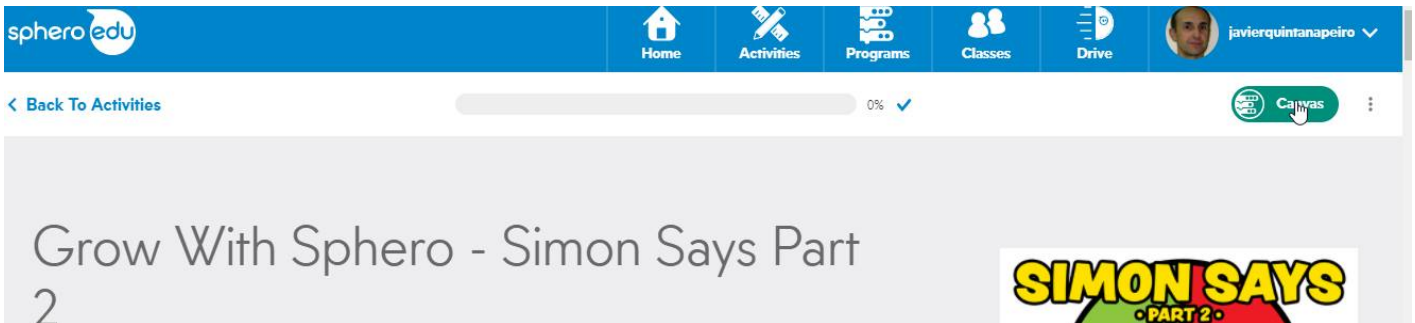 sphero edu
Home Activities Programs Classes Drive javierquintanapeiro
Back To Activities 0% Canvas
Grow With Sphero - Simon Says Part
2
SIMON SAYS
•PART 2•